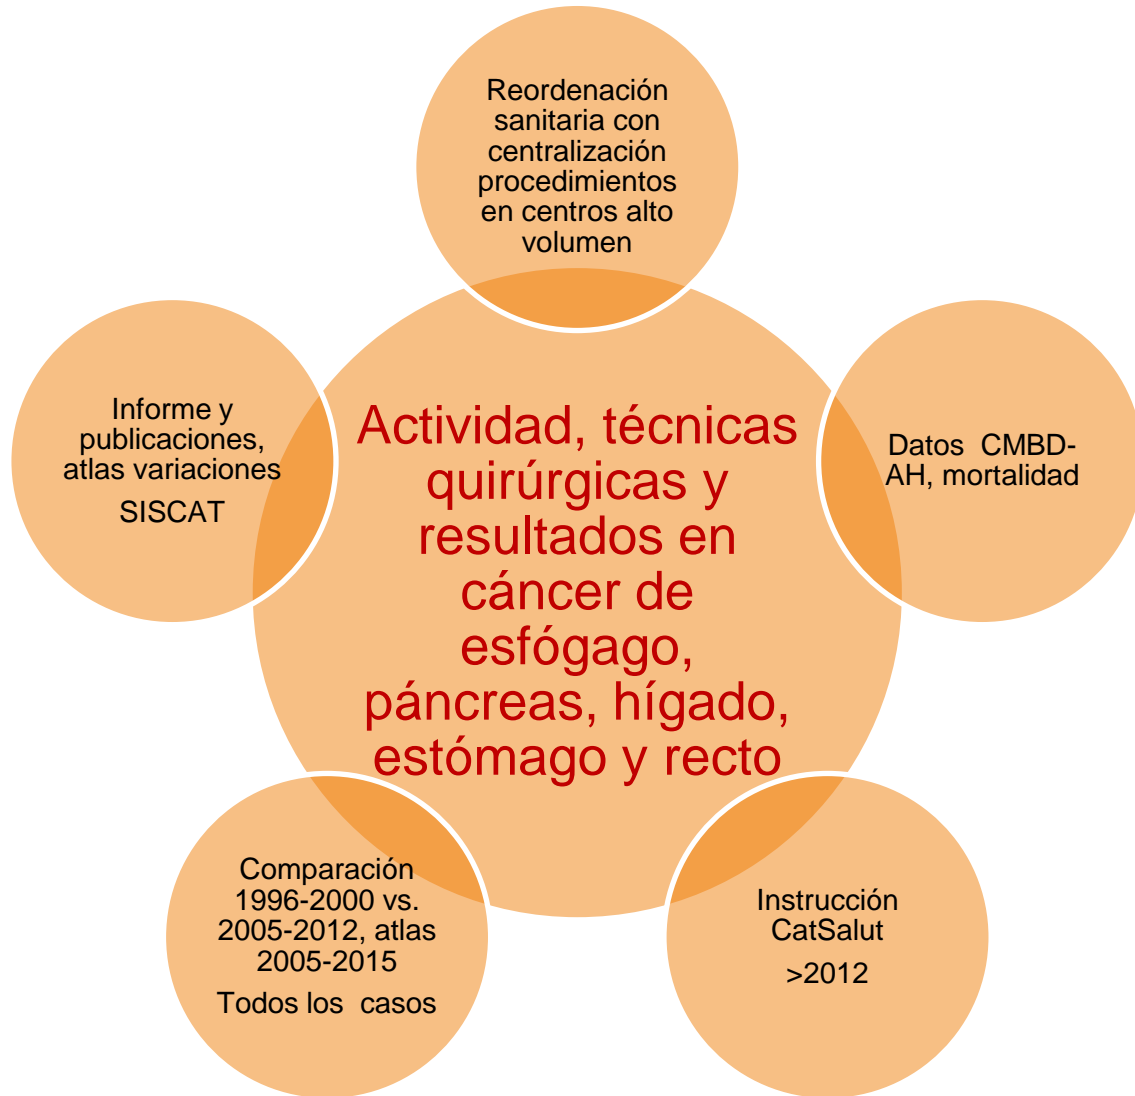 Reordenación
sanitaria con
centralización
procedimientos
en centros alto
volumen
Informe y
publicaciones,
atlas variaciones
SISCAT
Actividad, técnicas
quirúrgicas y
resultados en
cáncer de
esfógago,
páncreas, hígado,
estómago y recto
Datos CMBD-
AH, mortalidad
Comparación
1996-2000 vs.
2005-2012, atlas
2005-2015
Todos los casos
Instrucción
CatSalut
>2012